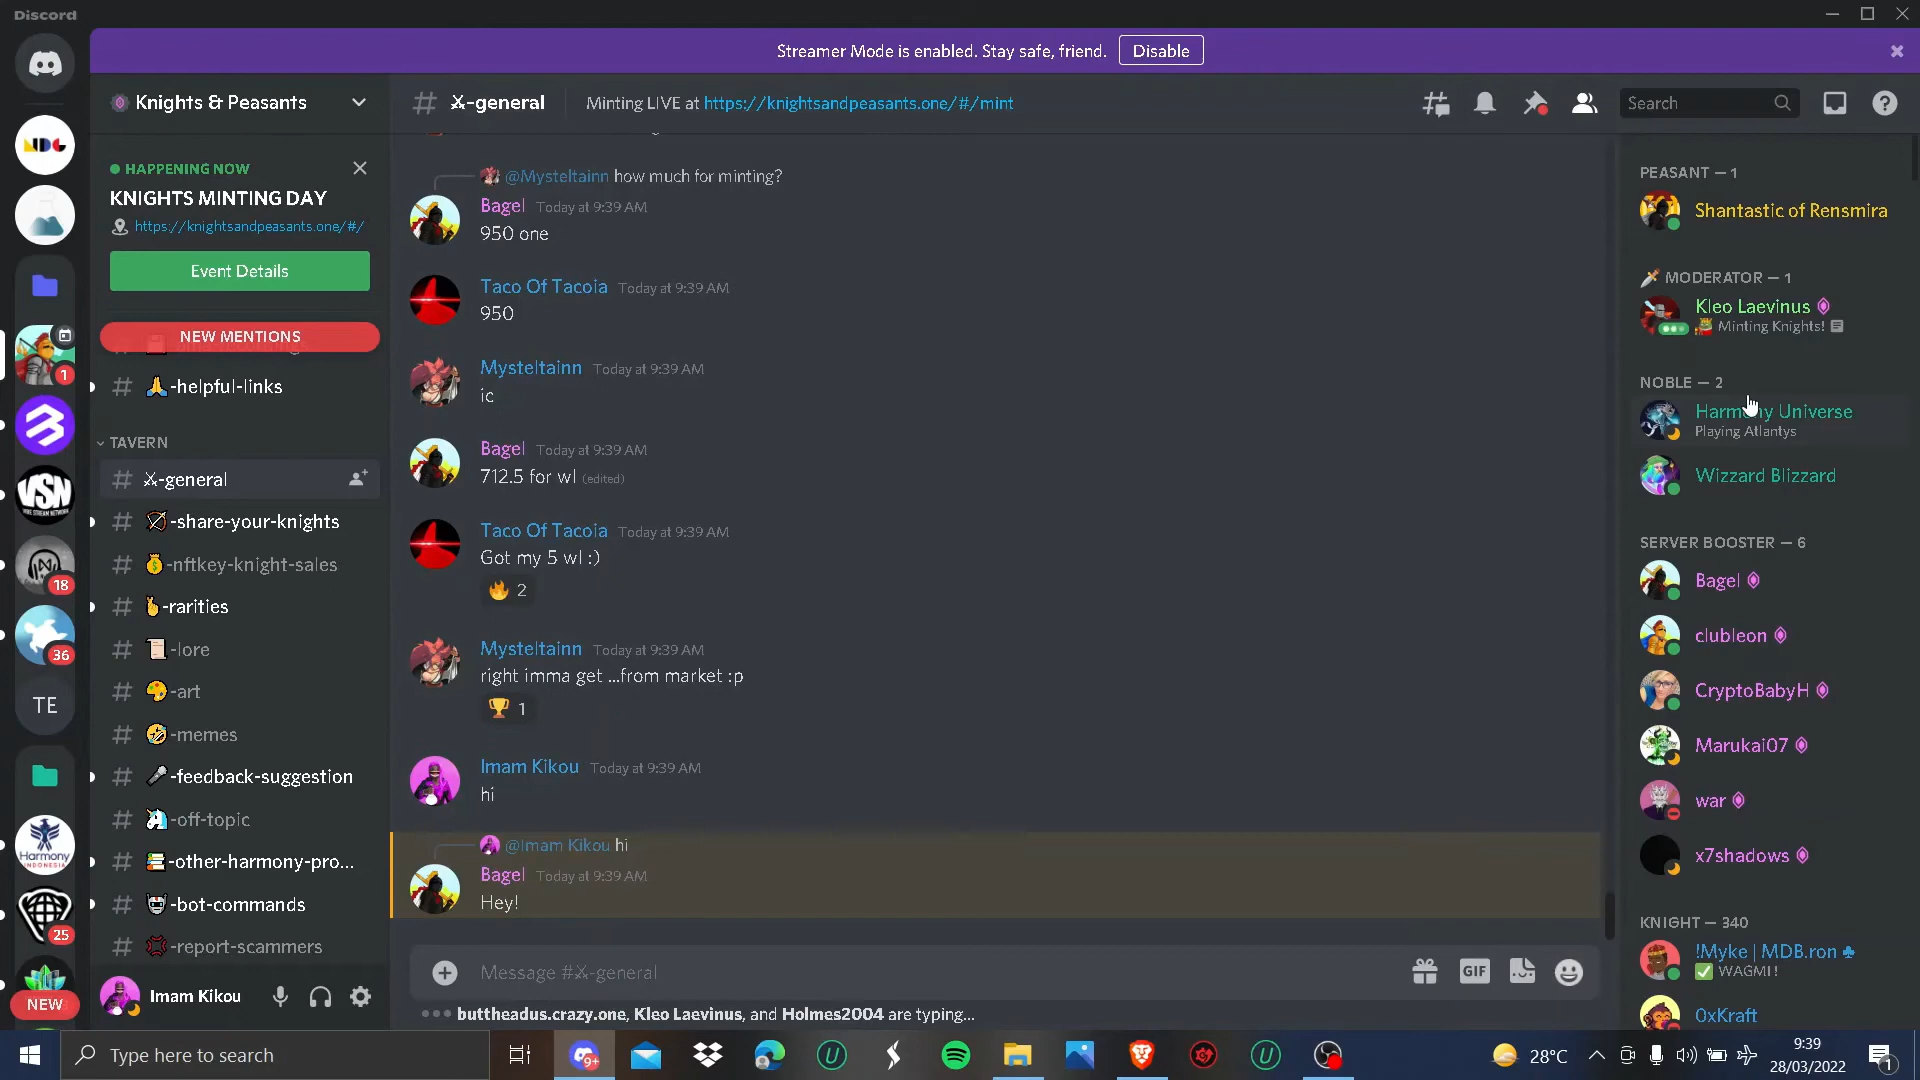 Discord
Streamer Mode is enabled. Stay safe, friend. Disable
Knights & Peasants
# ⚔-general
Minting LIVE at https://knightsandpeasants.one/#/mint
Search
HAPPENING NOW
KNIGHTS MINTING DAY
https://knightsandpeasants.one/#/
Event Details
NEW MENTIONS
# 🙏-helpful-links
TAVERN
# ⚔-general
# 🏹-share-your-knights
# 💰-nftkey-knight-sales
# 🫰-rarities
# 📜-lore
# 🎨-art
# 🤣-memes
# 🎤-feedback-suggestion
# 🦄-off-topic
# 📚-other-harmony-pro...
# 🤖-bot-commands
# 💢-report-scammers
Imam Kikou
NDG
1
VSN
18
36
TE
HARMONY
INDONESIA
25
NEW
@Mysteltainn how much for minting?
Bagel Today at 9:39 AM
950 one
Taco Of Tacoia Today at 9:39 AM
950
Mysteltainn Today at 9:39 AM
ic
Bagel Today at 9:39 AM
712.5 for wl (edited)
Taco Of Tacoia Today at 9:39 AM
Got my 5 wl :)
🔥 2
Mysteltainn Today at 9:39 AM
right imma get ...from market :p
🏆 1
Imam Kikou Today at 9:39 AM
hi
@Imam Kikou hi
Bagel Today at 9:39 AM
Hey!
Message #⚔-general
GIF
buttheadus.crazy.one, Kleo Laevinus, and Holmes2004 are typing...
PEASANT — 1
Shantastic of Rensmira
🗡 MODERATOR — 1
Kleo Laevinus
Minting Knights!
NOBLE — 2
Harmony Universe
Playing Atlantys
Wizzard Blizzard
SERVER BOOSTER — 6
Bagel
clubleon
CryptoBabyH
Marukai07
war
x7shadows
KNIGHT — 340
!Myke | MDB.ron ♣
✅ WAGMI!
0xKraft
Type here to search
9+
28°C
9:39
28/03/2022
1